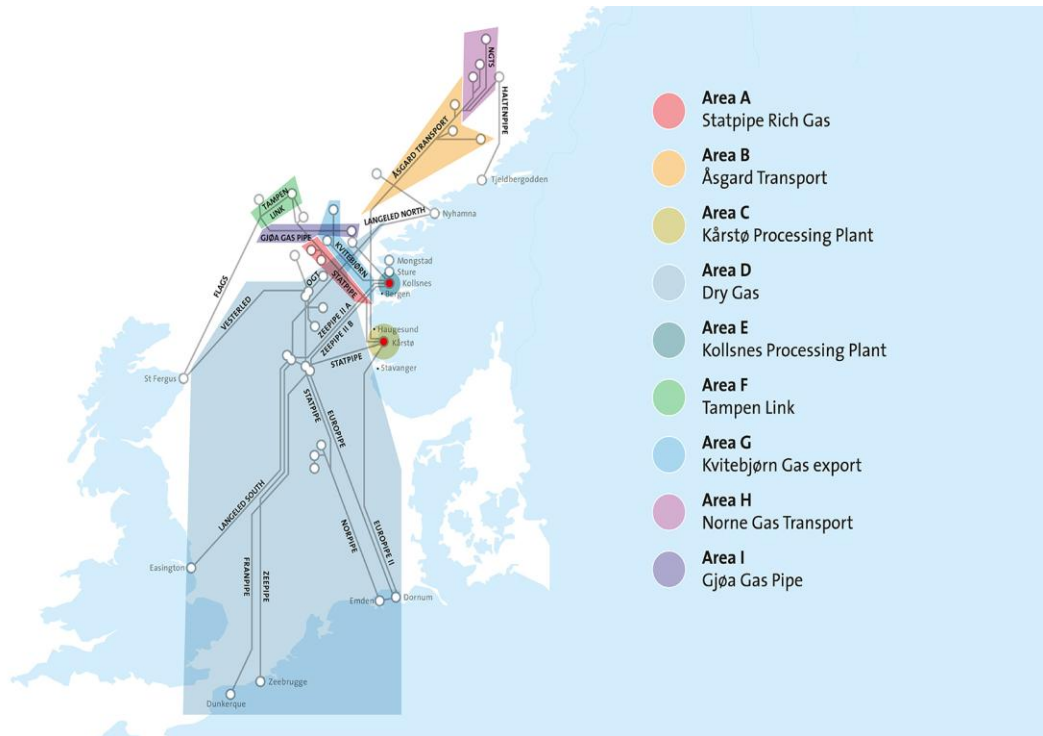 NGTS
HALTENPIPE
ÅSGARD TRANSPORT
Tjeldbergodden
TAMPEN
LINK
LANGELED NORTH
Nyhamna
GJØA GAS PIPE
KVITEBJØRN
Mongstad
Sture
Kollsnes
• Bergen
FLAGS
STATPIPE
OGT
VESTERLED
ZEEPIPE II A
ZEEPIPE II B
• Haugesund
Kårstø
STATPIPE
• Stavanger
St Fergus
STATPIPE
EUROPIPE
LANGELED SOUTH
NORPIPE
EUROPIPE II
Easington
FRANPIPE
ZEEPIPE
Emden
Dornum
Zeebrugge
Dunkerque
Area A
Statpipe Rich Gas
Area B
Åsgard Transport
Area C
Kårstø Processing Plant
Area D
Dry Gas
Area E
Kollsnes Processing Plant
Area F
Tampen Link
Area G
Kvitebjørn Gas export
Area H
Norne Gas Transport
Area I
Gjøa Gas Pipe